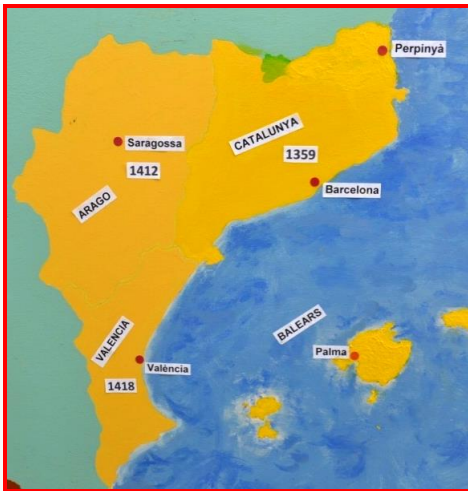 Perpinyà
CATALUNYA
Saragossa
1359
1412
Barcelona
ARAGO
BALEARS
VALENCIA
Palma
València
1418